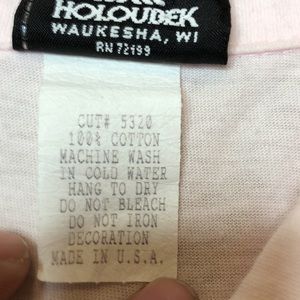 HOLOUBEK
WAUKESHA, WI
RN 72199
CUT# 5320
100% COTTON
MACHINE WASH
IN COLD WATER
HANG TO DRY
DO NOT BLEACH
DO NOT IRON
DECORATION
MADE IN U.S.A.